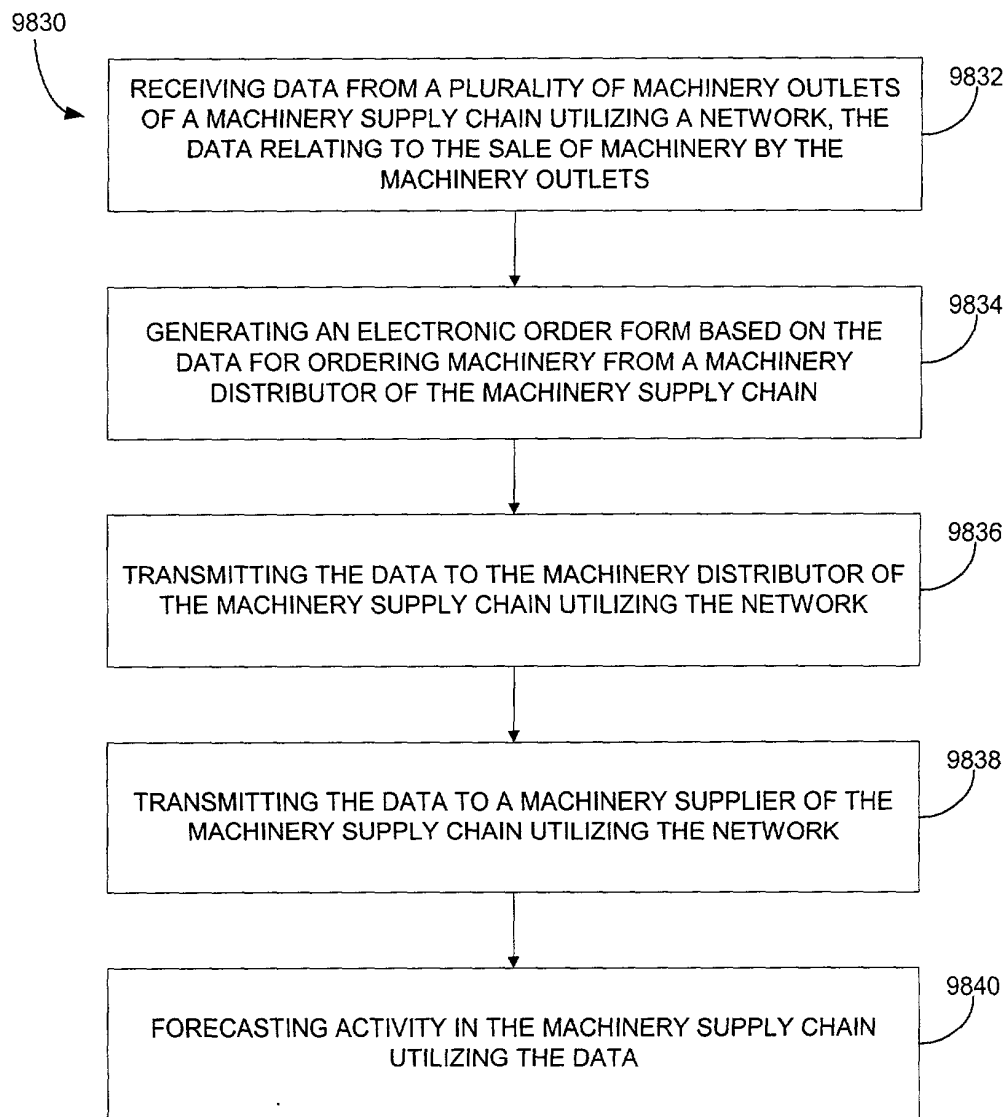 9830
RECEIVING DATA FROM A PLURALITY OF MACHINERY OUTLETS
OF A MACHINERY SUPPLY CHAIN UTILIZING A NETWORK, THE
DATA RELATING TO THE SALE OF MACHINERY BY THE
MACHINERY OUTLETS
9832
GENERATING AN ELECTRONIC ORDER FORM BASED ON THE
DATA FOR ORDERING MACHINERY FROM A MACHINERY
DISTRIBUTOR OF THE MACHINERY SUPPLY CHAIN
9834
TRANSMITTING THE DATA TO THE MACHINERY DISTRIBUTOR OF
THE MACHINERY SUPPLY CHAIN UTILIZING THE NETWORK
9836
TRANSMITTING THE DATA TO A MACHINERY SUPPLIER OF THE
MACHINERY SUPPLY CHAIN UTILIZING THE NETWORK
9838
FORECASTING ACTIVITY IN THE MACHINERY SUPPLY CHAIN
UTILIZING THE DATA
9840